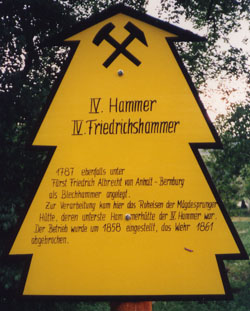 IV. Hammer
IV. Friedrichshammer
1787 ebenfalls unter
Fürst Friedrich Albrecht von Anhalt - Bernburg
als Blechhammer angelegt.
Zur Verarbeitung kam hier das Roheisen der Mägdesprunger
Hütte, deren unterste Hammerhütte der IV. Hammer war.
Der Betrieb wurde um 1858 eingestellt, das Wehr 1861
abgebrochen.